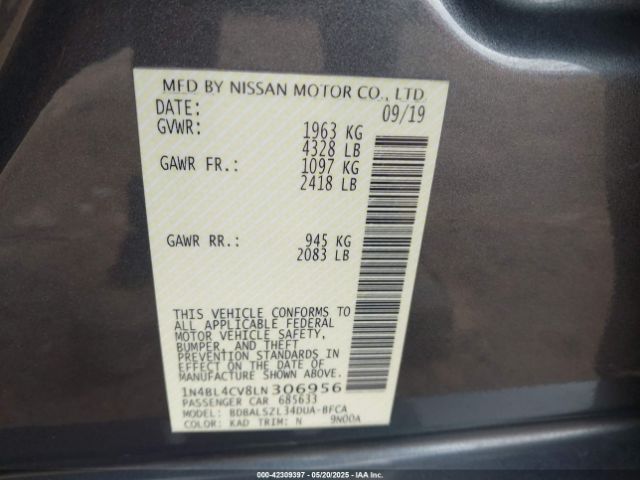 MFD BY NISSAN MOTOR CO., LTD.
DATE: 09/19
GVWR: 1963 KG
4328 LB
GAWR FR.: 1097 KG
2418 LB
GAWR RR.: 945 KG
2083 LB
THIS VEHICLE CONFORMS TO
ALL APPLICABLE FEDERAL
MOTOR VEHICLE SAFETY,
BUMPER, AND THEFT
PREVENTION STANDARDS IN
EFFECT ON THE DATE OF
MANUFACTURE SHOWN ABOVE.
1N4BL4CV8LN306956
PASSENGER CAR 685633
MODEL: BDBALSZL34DUA-BFCA
COLOR: KAD TRIM: N 9N00A
000-42309397 - 05/20/2025 - IAA Inc.